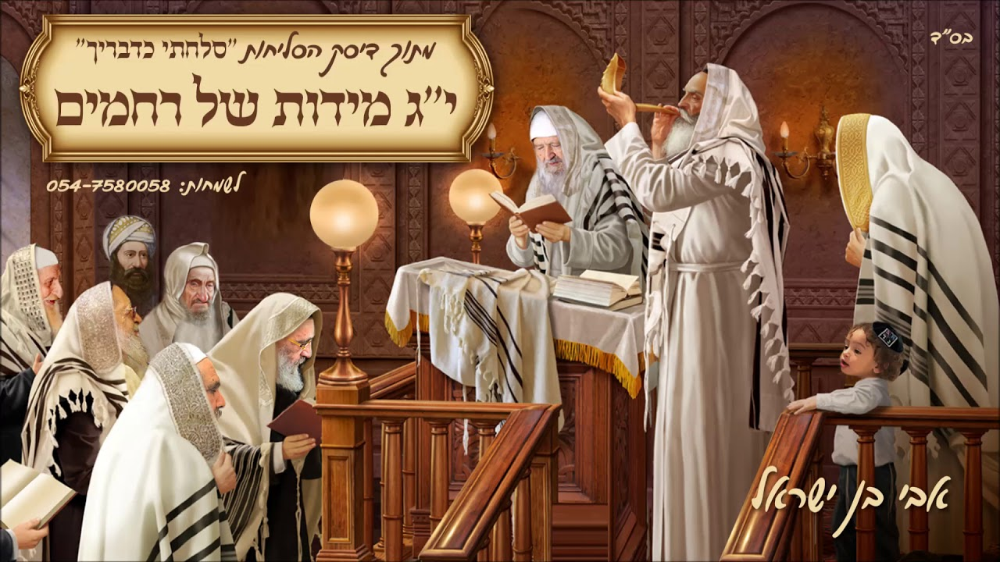 בס"ד
מתוך דיסק הסליחות "סלחתי כדבריך"
י"ג מידות של רחמים
לשמחות: 054-7580058
אבי בן ישראל